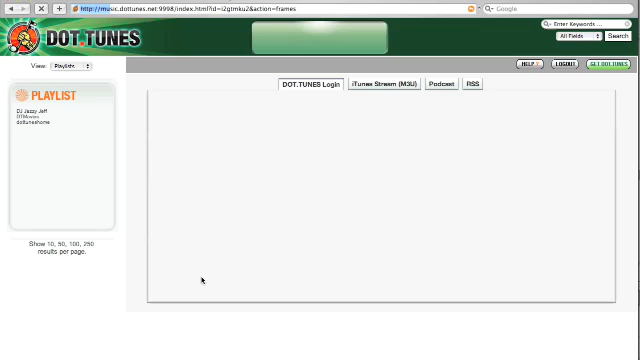 http://music.dottunes.net:9998/index.html?id=i2gtmku2&action=frames
Google
DOT.TUNES
Enter Keywords...
All Fields
Search
View: Playlists
HELP?
LOGOUT
GET DOT.TUNES
DOT.TUNES Login
iTunes Stream (M3U)
Podcast
RSS
PLAYLIST
DJ Jazzy Jeff
DTMovies
dottuneshome
Show 10, 50, 100, 250
results per page.